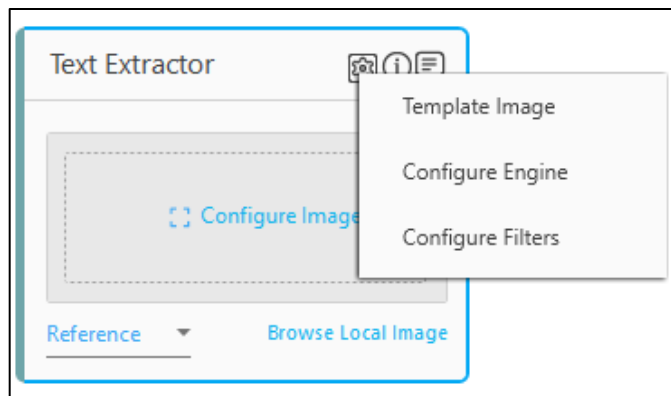 Text Extractor
Template Image
Configure Engine
Configure Image
Configure Filters
Reference
Browse Local Image